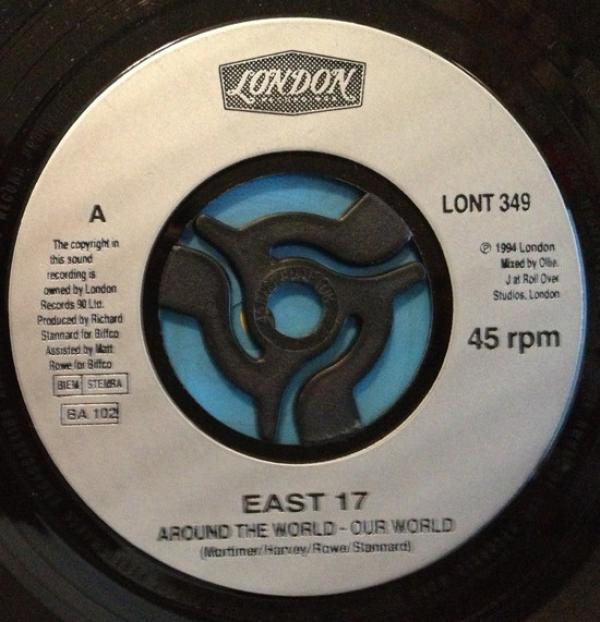 LONDON
A
LONT 349
The copyright in
this sound
recording is
owned by London
Records 90 Ltd.
Produced by Richard
Stannard for Biffco
Assisted by Matt
Rowe for Biffco
BIEM STEMRA
BA 102
℗ 1994 London
Mixed by Ollie.
J at Roll Over
Studios, London
45 rpm
EAST 17
AROUND THE WORLD - OUR WORLD
(Mortimer/Harvey/Rowe/Stannard)